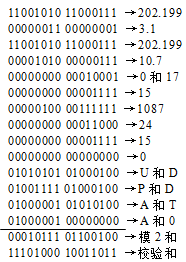 11001010 11000111 →202.199
00000011 00000001 →3.1
11001010 11000111 →202.199
00001010 00000111 →10.7
00000000 00010001 →0 和 17
00000000 00001111 →15
00000100 00111111 →1087
00000000 00011000 →24
00000000 00001111 →15
00000000 00000000 →0
01010101 01000100 →U 和 D
01001111 01000100 →P 和 D
01000001 01010100 →A 和 T
01000001 00000000 →A 和 0
00010111 01100100 →模 2 和
11101000 10011011 →校验和